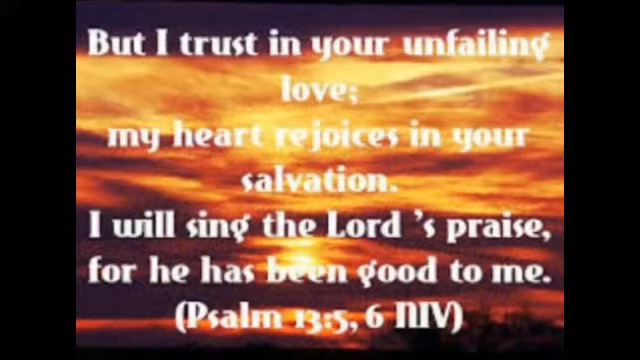 But I trust in your unfailing
love;
my heart rejoices in your
salvation.
I will sing the Lord 's praise,
for he has been good to me.
(Psalm 13:5, 6 NIV)